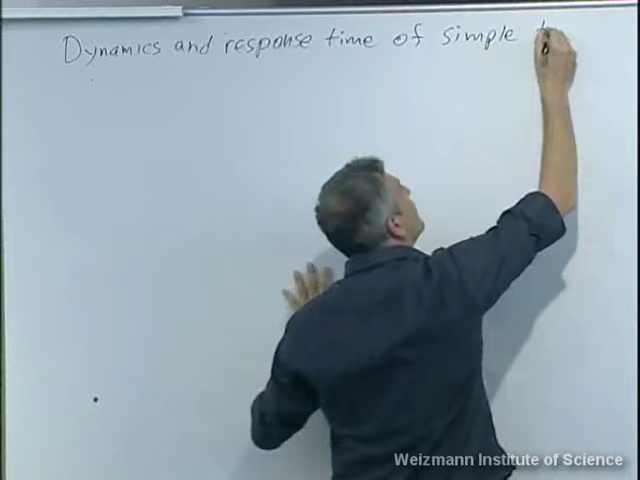 Dynamics and response time of simple
Weizmann Institute of Science